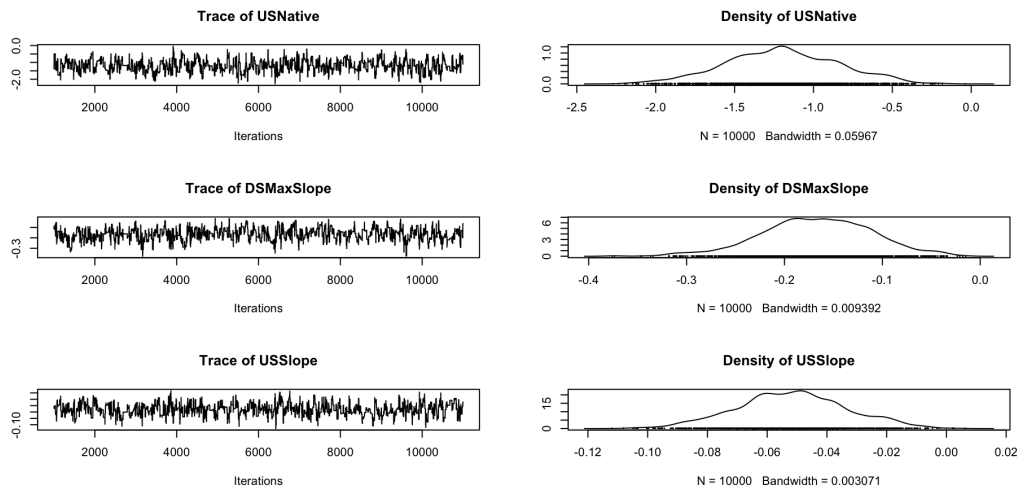 Trace of USNative
0.0
-2.0
2000 4000 6000 8000 10000
Iterations
Density of USNative
1.0
0.0
-2.5 -2.0 -1.5 -1.0 -0.5 0.0
N = 10000 Bandwidth = 0.05967
Trace of DSMaxSlope
-0.3
2000 4000 6000 8000 10000
Iterations
Density of DSMaxSlope
6
3
0
-0.4 -0.3 -0.2 -0.1 0.0
N = 10000 Bandwidth = 0.009392
Trace of USSlope
-0.10
2000 4000 6000 8000 10000
Iterations
Density of USSlope
15
0
-0.12 -0.10 -0.08 -0.06 -0.04 -0.02 0.00 0.02
N = 10000 Bandwidth = 0.003071